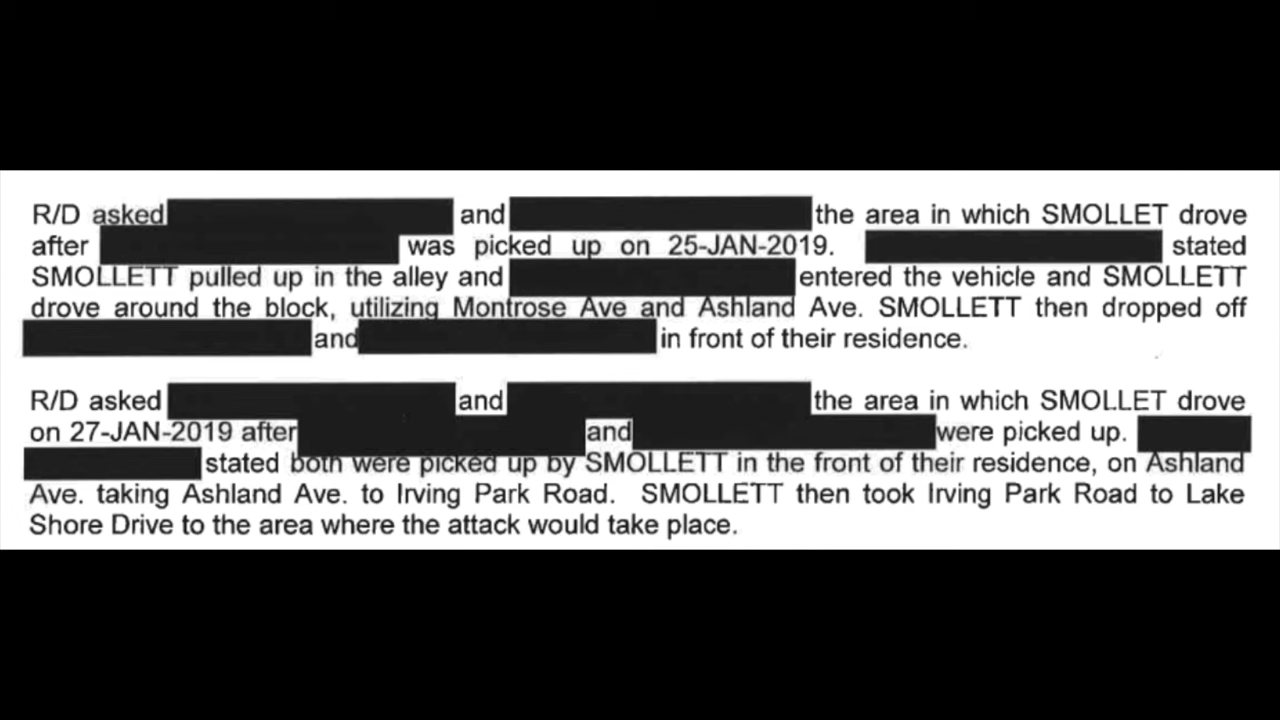 R/D asked and the area in which SMOLLET drove
after was picked up on 25-JAN-2019. stated
SMOLLETT pulled up in the alley and entered the vehicle and SMOLLETT
drove around the block, utilizing Montrose Ave and Ashland Ave. SMOLLETT then dropped off
and in front of their residence.
R/D asked and the area in which SMOLLET drove
on 27-JAN-2019 after and were picked up.
stated both were picked up by SMOLLETT in the front of their residence, on Ashland
Ave. taking Ashland Ave. to Irving Park Road. SMOLLETT then took Irving Park Road to Lake
Shore Drive to the area where the attack would take place.